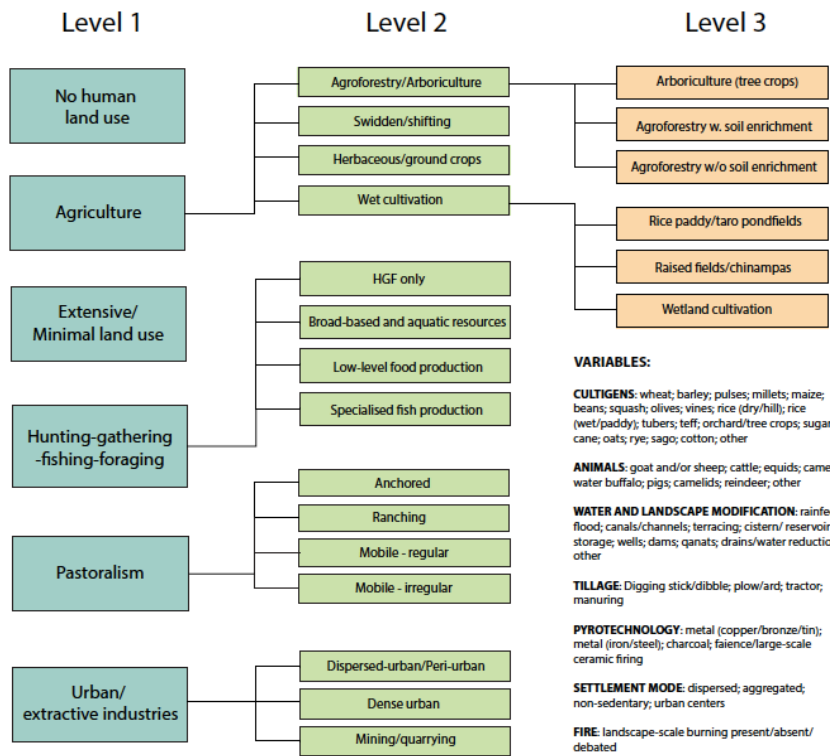 Level 1
Level 2
Level 3
No human
land use
Agriculture
Extensive/
Minimal land use
Hunting-gathering
-fishing-foraging
Pastoralism
Urban/
extractive industries
Agroforestry/Arboriculture
Swidden/shifting
Herbaceous/ground crops
Wet cultivation
HGF only
Broad-based and aquatic resources
Low-level food production
Specialised fish production
Anchored
Ranching
Mobile - regular
Mobile - irregular
Dispersed-urban/Peri-urban
Dense urban
Mining/quarrying
Arboriculture (tree crops)
Agroforestry w. soil enrichment
Agroforestry w/o soil enrichment
Rice paddy/taro pondfields
Raised fields/chinampas
Wetland cultivation
VARIABLES:
CULTIGENS: wheat; barley; pulses; millets; maize;
beans; squash; olives; vines; rice (dry/hill); rice
(wet/paddy); tubers; teff; orchard/tree crops; sugar
cane; oats; rye; sago; cotton; other
ANIMALS: goat and/or sheep; cattle; equids; came
water buffalo; pigs; camelids; reindeer; other
WATER AND LANDSCAPE MODIFICATION: rainfe
flood; canals/channels; terracing; cistern/ reservoir
storage; wells; dams; qanats; drains/water reductio
other
TILLAGE: Digging stick/dibble; plow/ard; tractor;
manuring
PYROTECHNOLOGY: metal (copper/bronze/tin);
metal (iron/steel); charcoal; faience/large-scale
ceramic firing
SETTLEMENT MODE: dispersed; aggregated;
non-sedentary; urban centers
FIRE: landscape-scale burning present/absent/
debated